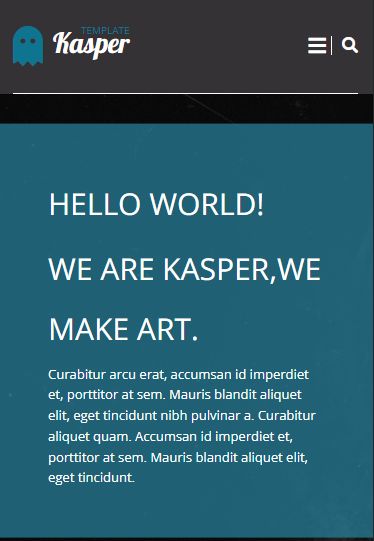 TEMPLATE
Kasper
HELLO WORLD!
WE ARE KASPER,WE
MAKE ART.
Curabitur arcu erat, accumsan id imperdiet
et, porttitor at sem. Mauris blandit aliquet
elit, eget tincidunt nibh pulvinar a. Curabitur
aliquet quam. Accumsan id imperdiet et,
porttitor at sem. Mauris blandit aliquet elit,
eget tincidunt.